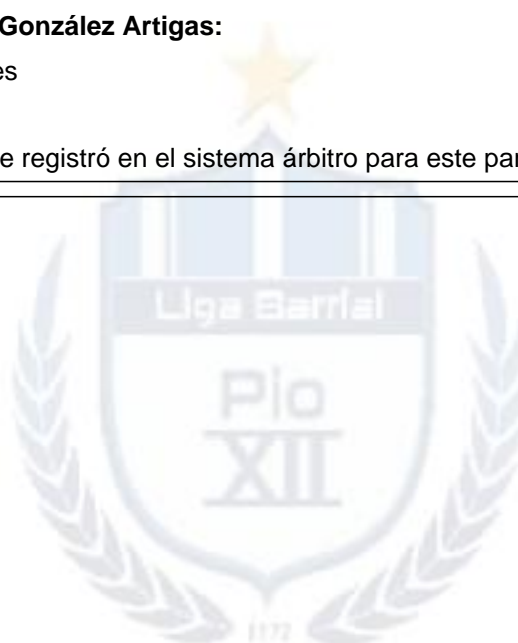 González Artigas:
es
e registró en el sistema árbitro para este par
Liga Barrial
Pio
XII